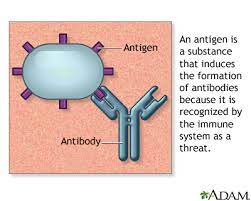 Antigen
Antibody
An antigen is
a substance
that induces
the formation
of antibodies
because it is
recognized by
the immune
system as a
threat.
ADAM.